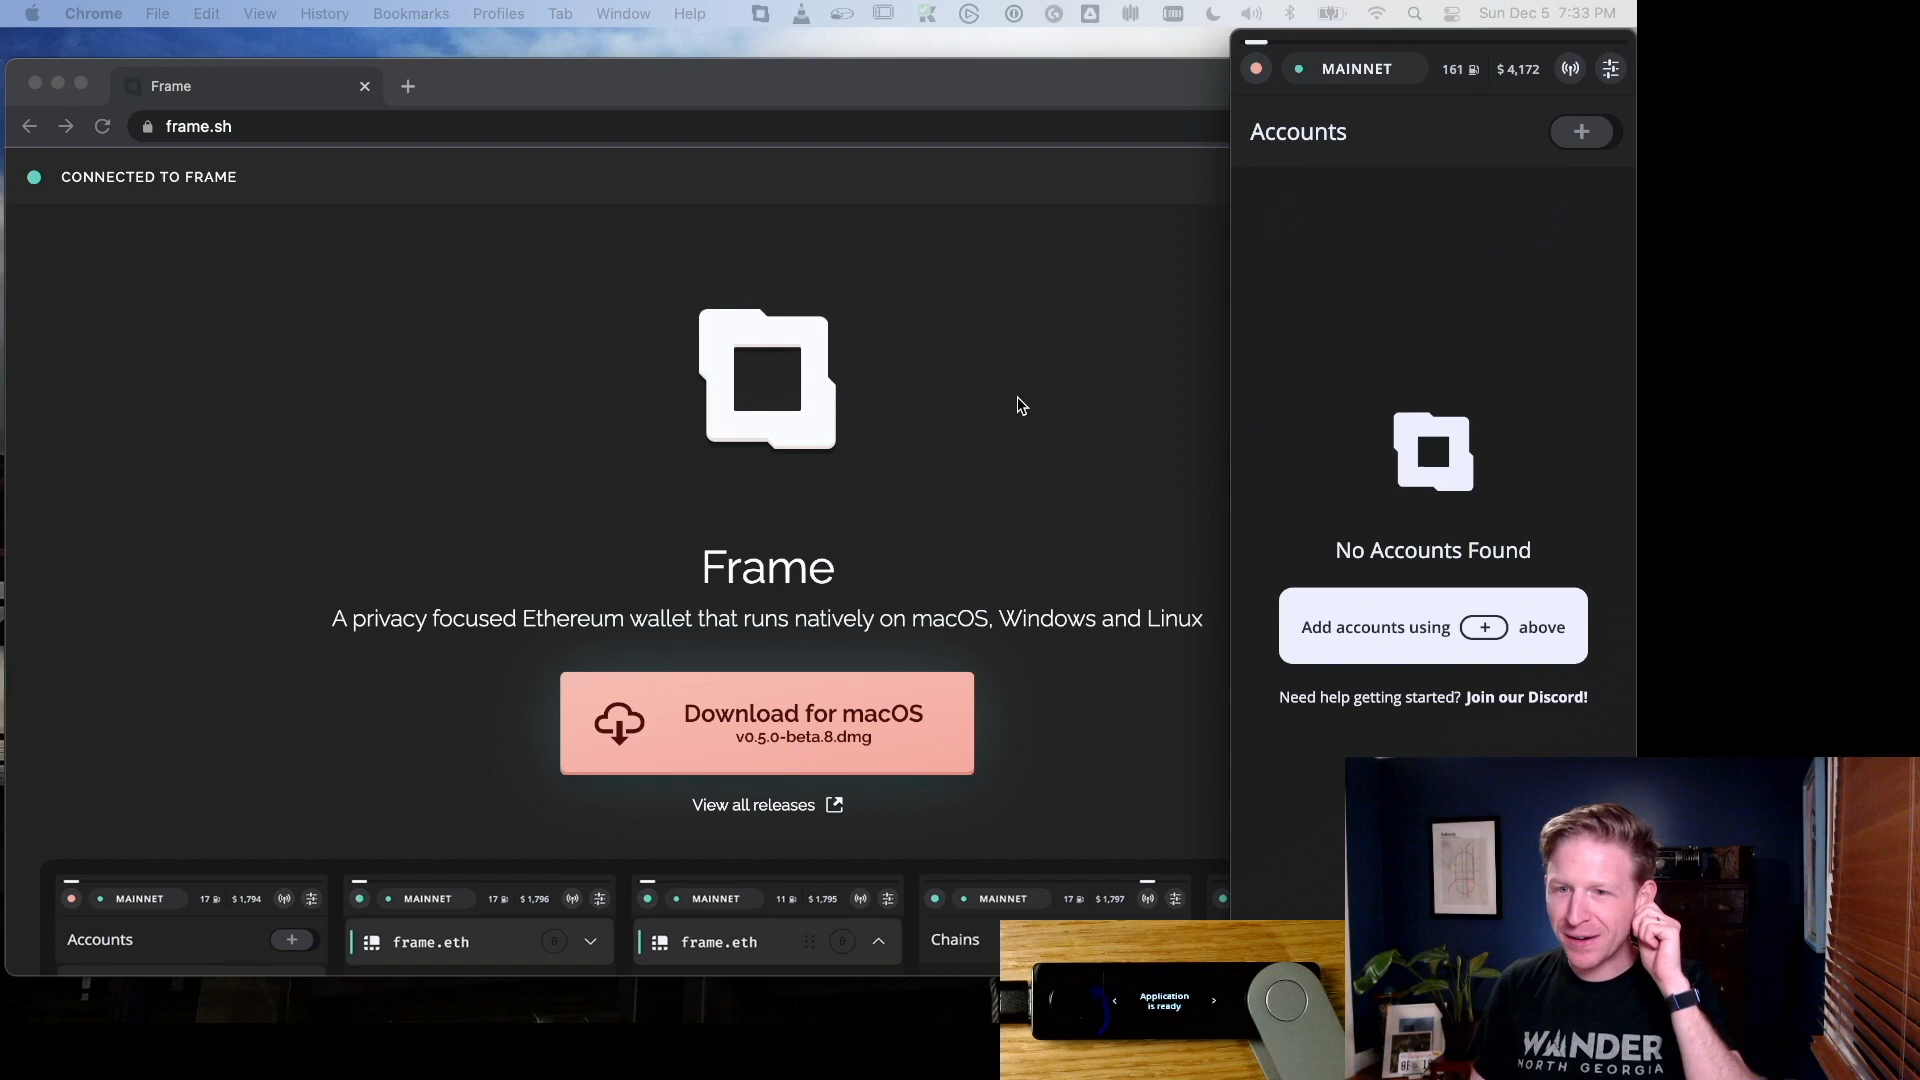 Chrome File Edit View History Bookmarks Profiles Tab Window Help Sun Dec 5 7:33 PM
Frame
frame.sh
CONNECTED TO FRAME
Frame
A privacy focused Ethereum wallet that runs natively on macOS, Windows and Linux
Download for macOS
v0.5.0-beta.8.dmg
View all releases
MAINNET 17 $ 1,794
Accounts
MAINNET 17 $ 1,796
frame.eth 0
MAINNET 11 $ 1,795
frame.eth 0
MAINNET 17 $ 1,797
Chains
MAINNET 161 $ 4,172
Accounts +
No Accounts Found
Add accounts using + above
Need help getting started? Join our Discord!
Application
is ready
WANDER
NORTH GEORGIA